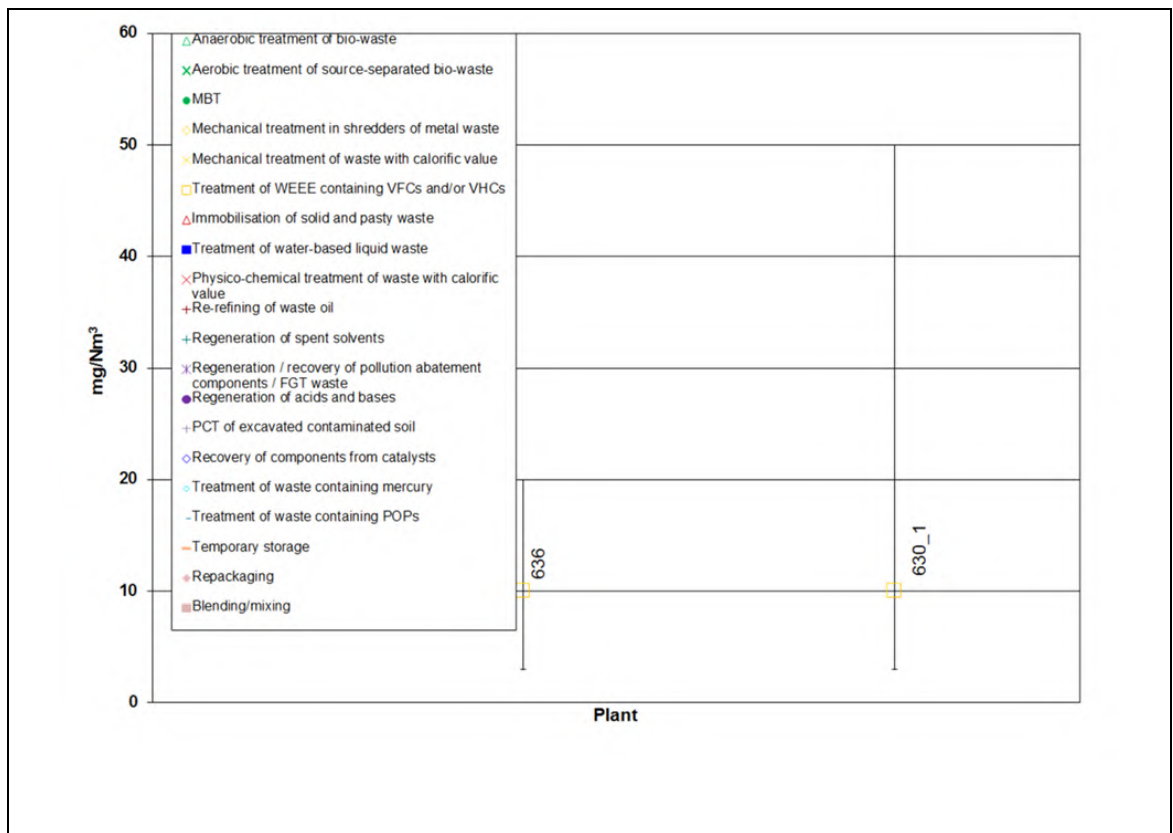 60
50
40
30
20
10
0
mg/Nm³
Anaerobic treatment of bio-waste
Aerobic treatment of source-separated bio-waste
MBT
Mechanical treatment in shredders of metal waste
Mechanical treatment of waste with calorific value
Treatment of WEEE containing VFCs and/or VHCs
Immobilisation of solid and pasty waste
Treatment of water-based liquid waste
Physico-chemical treatment of waste with calorific
value
Re-refining of waste oil
Regeneration of spent solvents
Regeneration / recovery of pollution abatement
components / FGT waste
Regeneration of acids and bases
PCT of excavated contaminated soil
Recovery of components from catalysts
Treatment of waste containing mercury
Treatment of waste containing POPs
Temporary storage
Repackaging
Blending/mixing
636
630_1
Plant